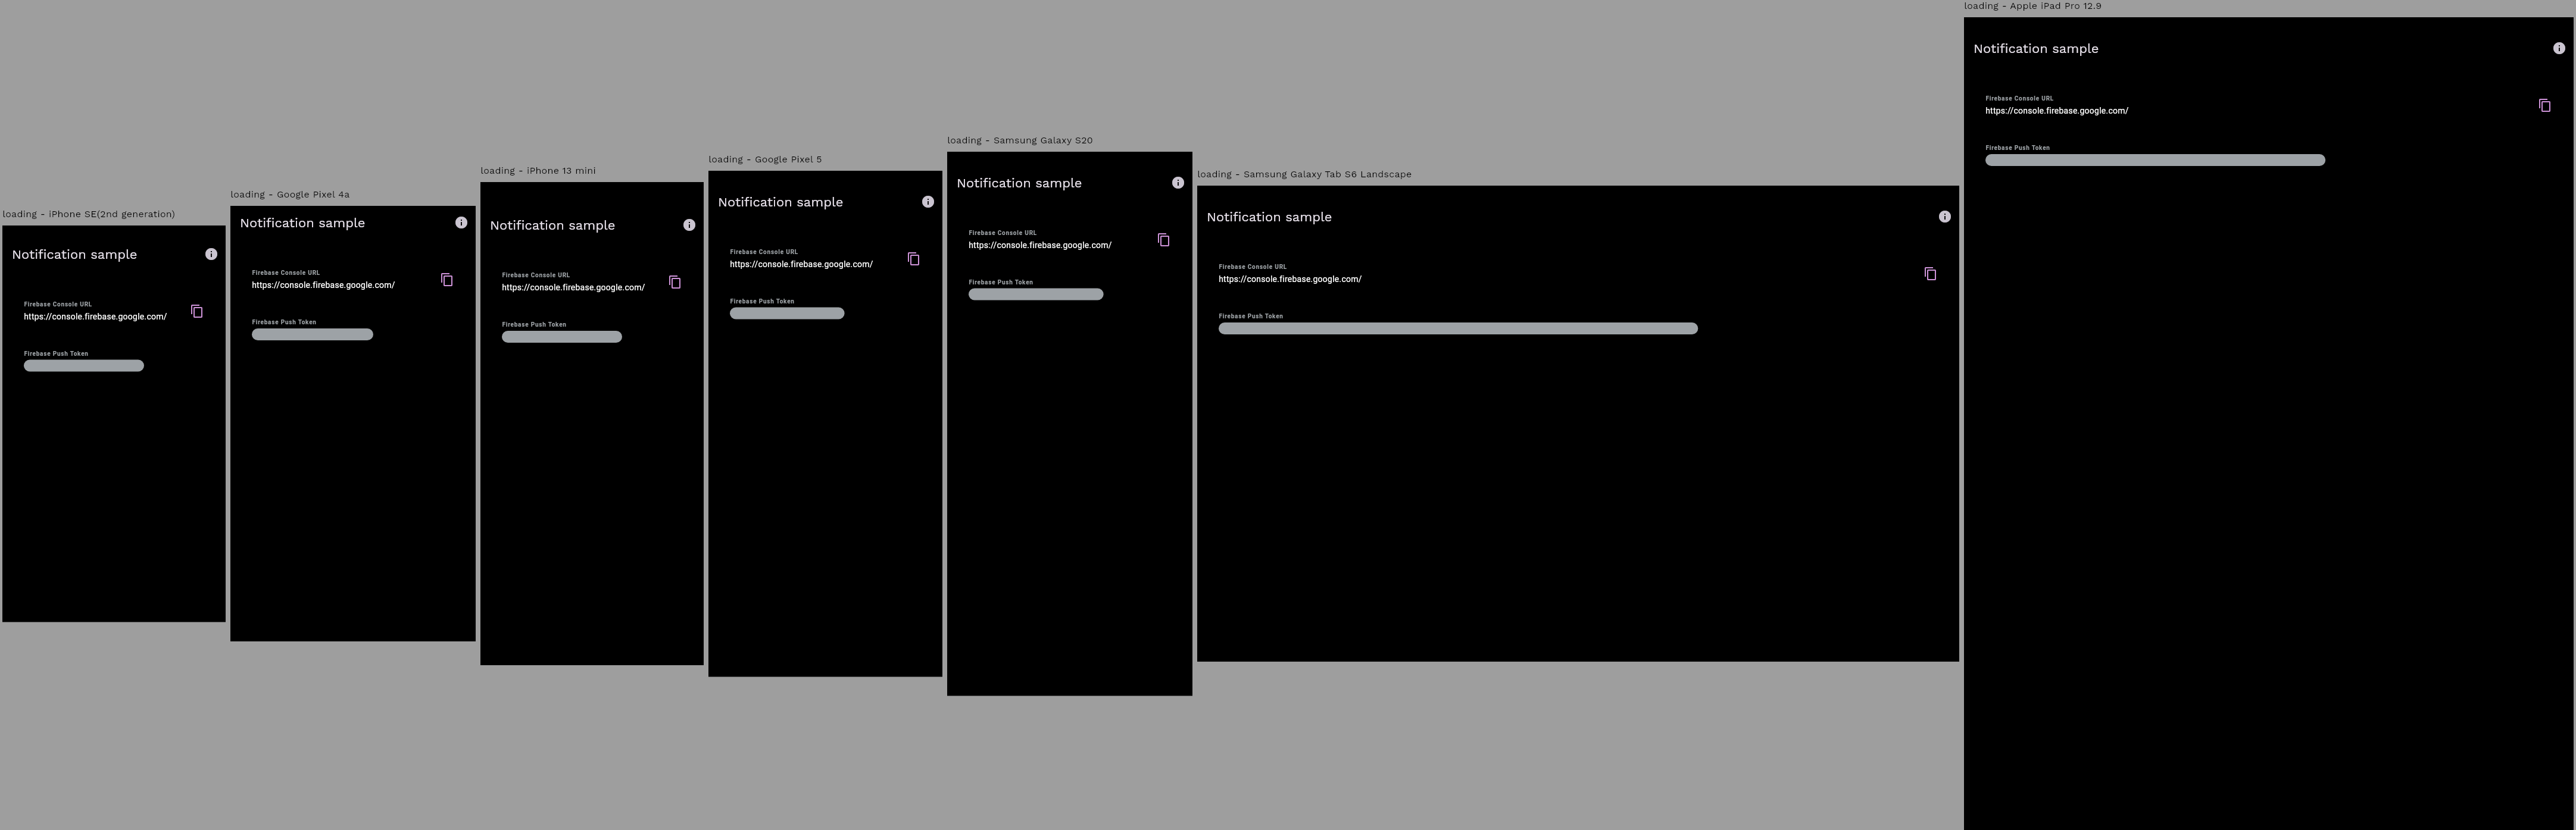 loading - iPhone SE(2nd generation)
Notification sample
Firebase Console URL
https://console.firebase.google.com/
Firebase Push Token
loading - Google Pixel 4a
Notification sample
Firebase Console URL
https://console.firebase.google.com/
Firebase Push Token
loading - iPhone 13 mini
Notification sample
Firebase Console URL
https://console.firebase.google.com/
Firebase Push Token
loading - Google Pixel 5
Notification sample
Firebase Console URL
https://console.firebase.google.com/
Firebase Push Token
loading - Samsung Galaxy S20
Notification sample
Firebase Console URL
https://console.firebase.google.com/
Firebase Push Token
loading - Samsung Galaxy Tab S6 Landscape
Notification sample
Firebase Console URL
https://console.firebase.google.com/
Firebase Push Token
loading - Apple iPad Pro 12.9
Notification sample
Firebase Console URL
https://console.firebase.google.com/
Firebase Push Token